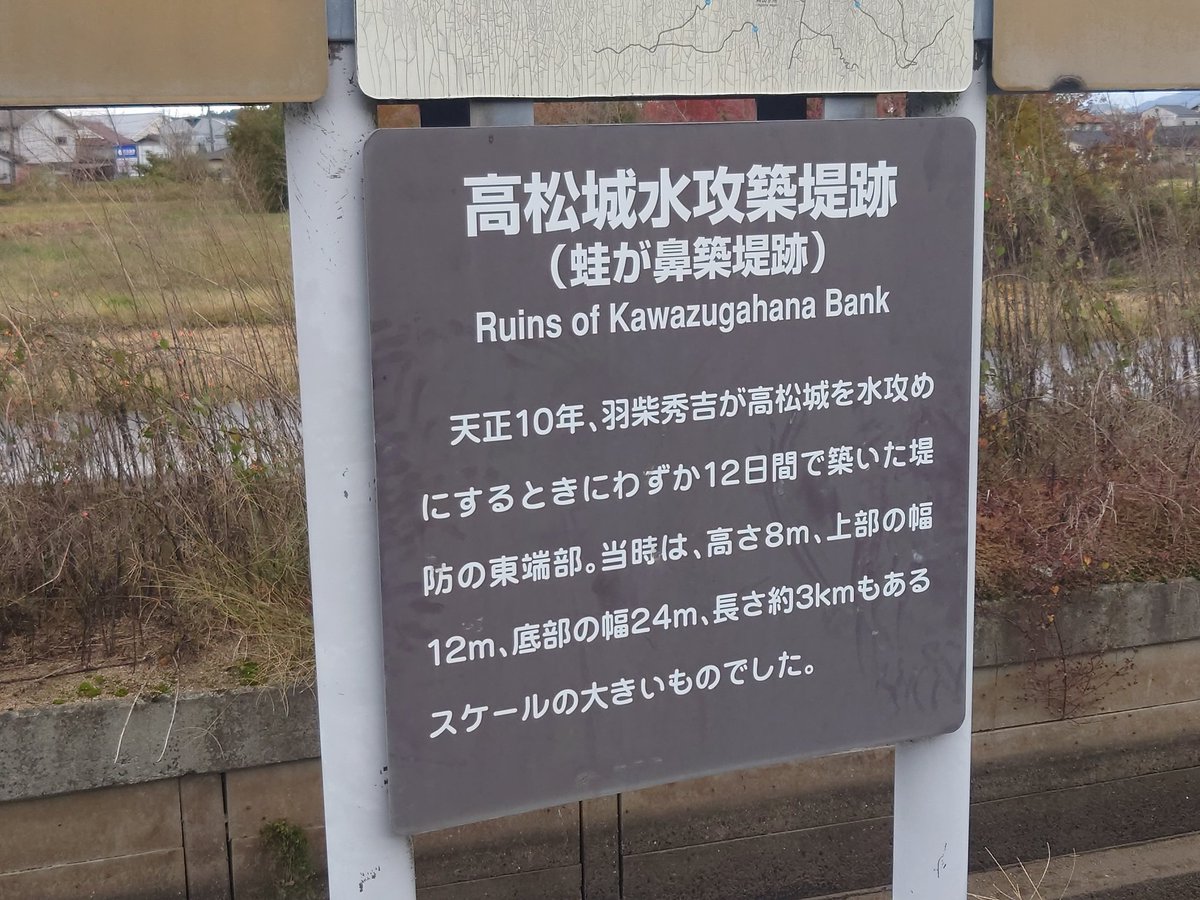 高松城水攻築堤跡
（蛙が鼻築堤跡）
Ruins of Kawazugahana Bank
天正10年、羽柴秀吉が高松城を水攻め
にするときにわずか12日間で築いた堤
防の東端部。当時は、高さ8m、上部の幅
12m、底部の幅24m、長さ約3kmもある
スケールの大きいものでした。